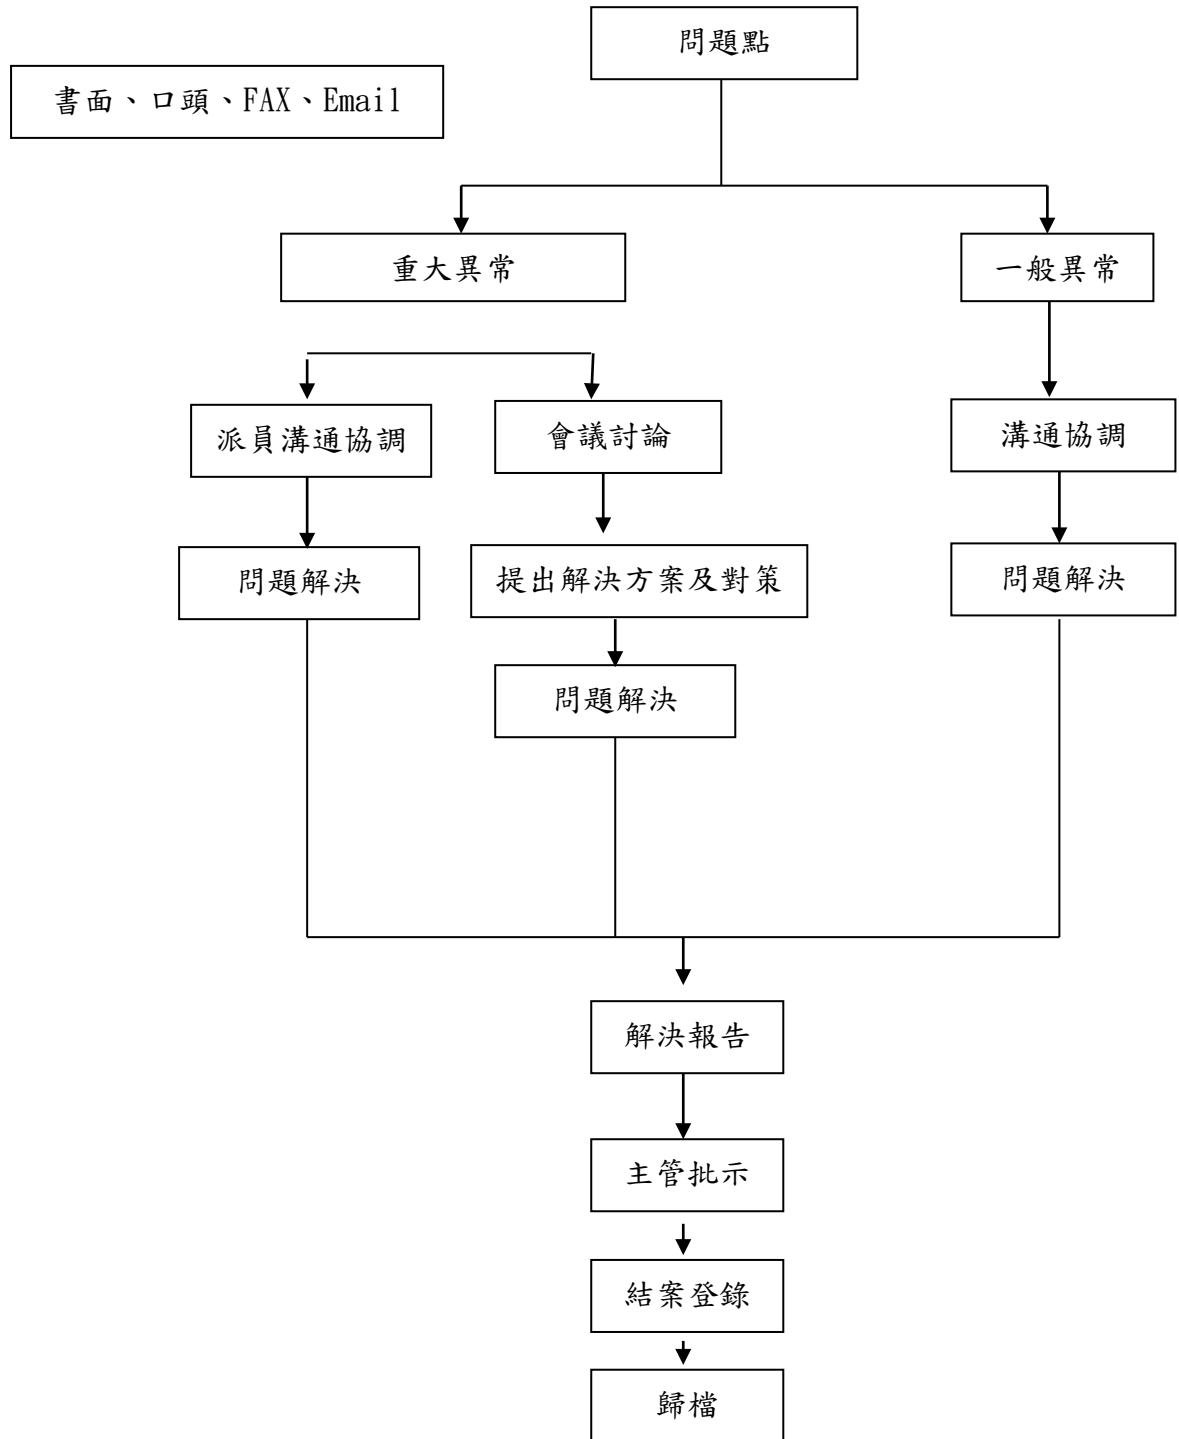 問題點
書面、口頭、FAX、Email
重大異常
一般異常
派員溝通協調
會議討論
溝通協調
問題解決
提出解決方案及對策
問題解決
問題解決
解決報告
主管批示
結案登錄
歸檔